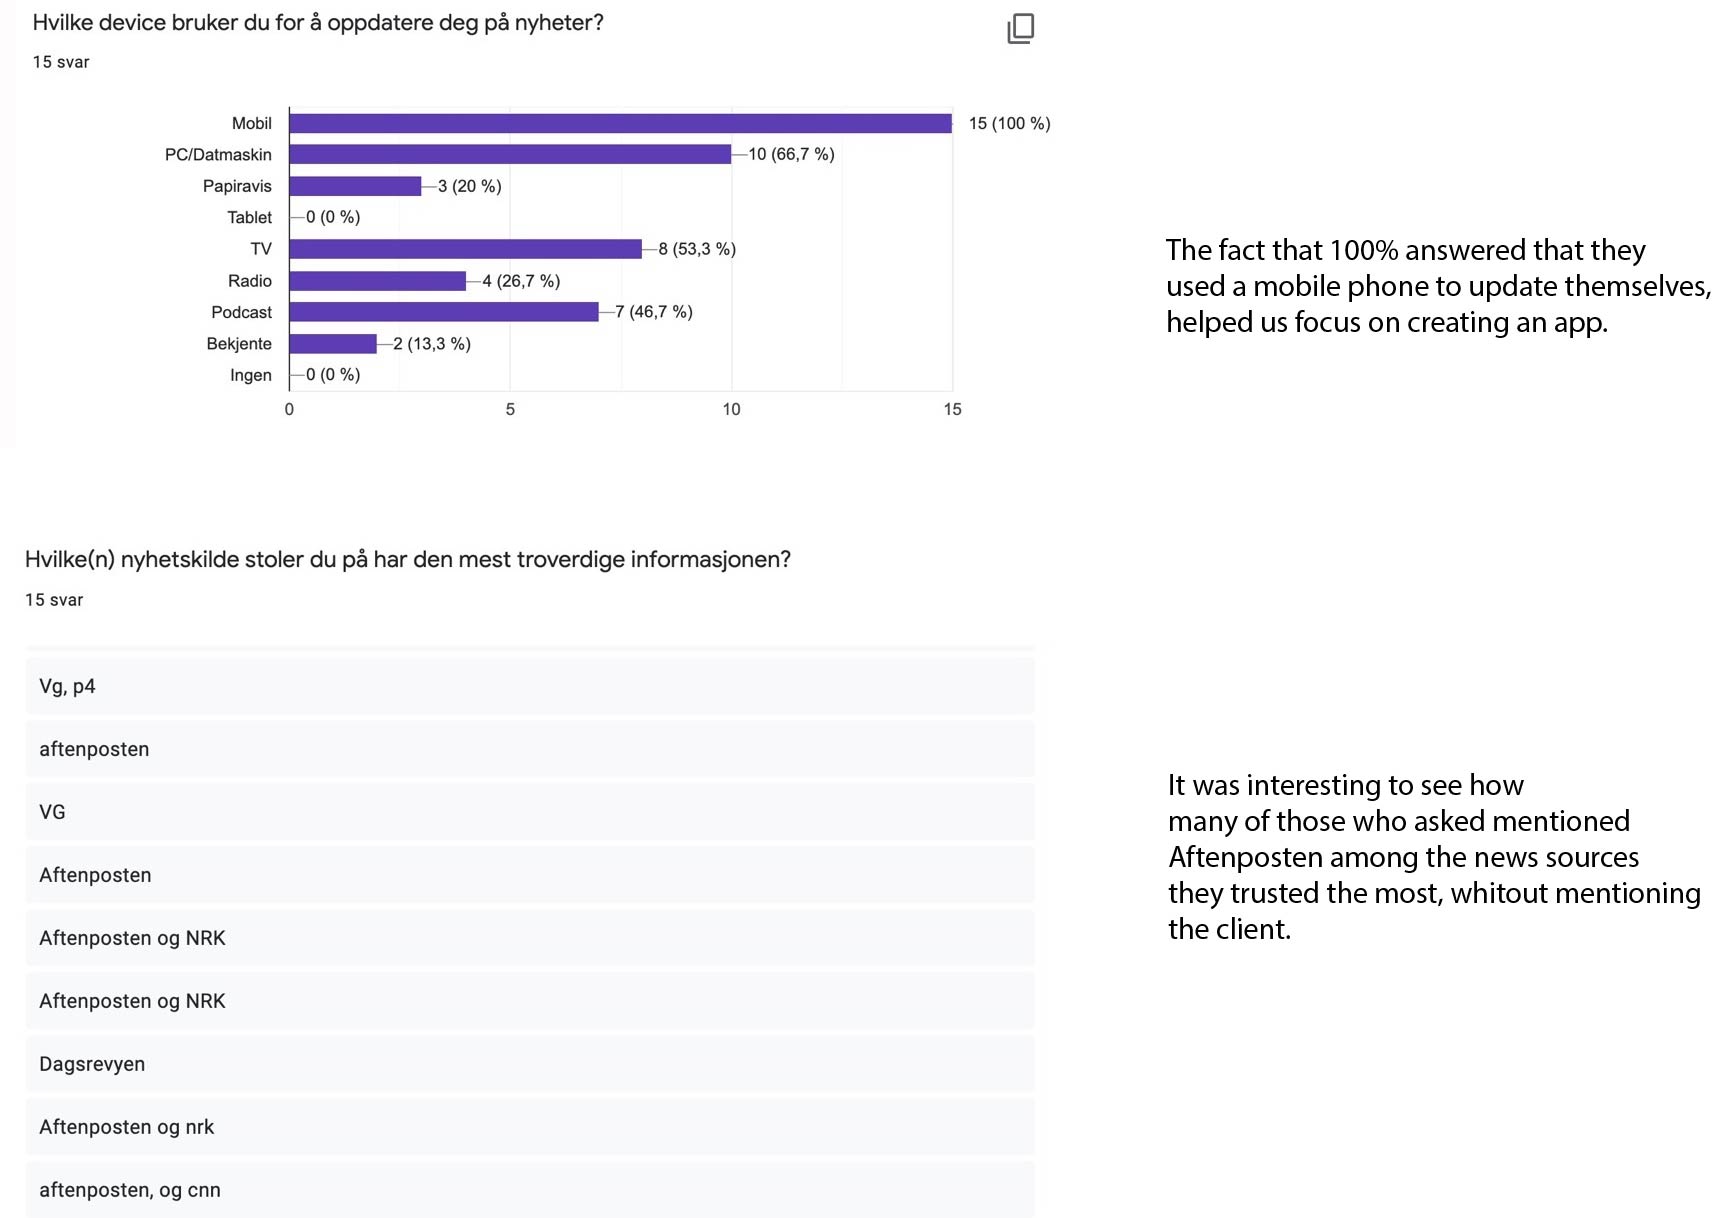 Hvilke device bruker du for å oppdatere deg på nyheter?
15 svar
Mobil 15 (100 %)
PC/Datmaskin 10 (66,7 %)
Papiravis 3 (20 %)
Tablet 0 (0 %)
TV 8 (53,3 %)
Radio 4 (26,7 %)
Podcast 7 (46,7 %)
Bekjente 2 (13,3 %)
Ingen 0 (0 %)
0 5 10 15
The fact that 100% answered that they
used a mobile phone to update themselves,
helped us focus on creating an app.
Hvilke(n) nyhetskilde stoler du på har den mest troverdige informasjonen?
15 svar
Vg, p4
aftenposten
VG
Aftenposten
Aftenposten og NRK
Aftenposten og NRK
Dagsrevyen
Aftenposten og nrk
aftenposten, og cnn
It was interesting to see how
many of those who asked mentioned
Aftenposten among the news sources
they trusted the most, whitout mentioning
the client.